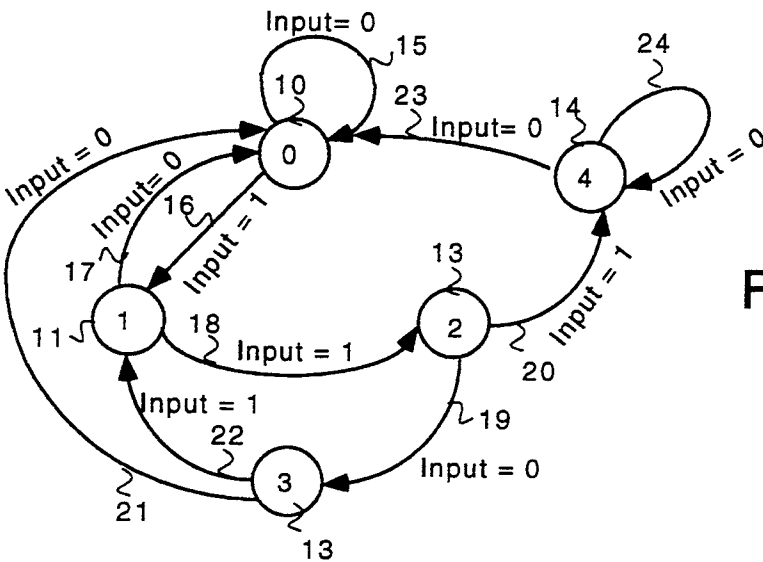 Input= 0
15
24
10
23
14
0
Input= 0
4
Input = 0
Input= 0
Input = 0
16
Input = 1
17
13
F
11
1
18
2
Input = 1
20
Input = 1
Input = 1
19
22
Input = 0
3
21
13